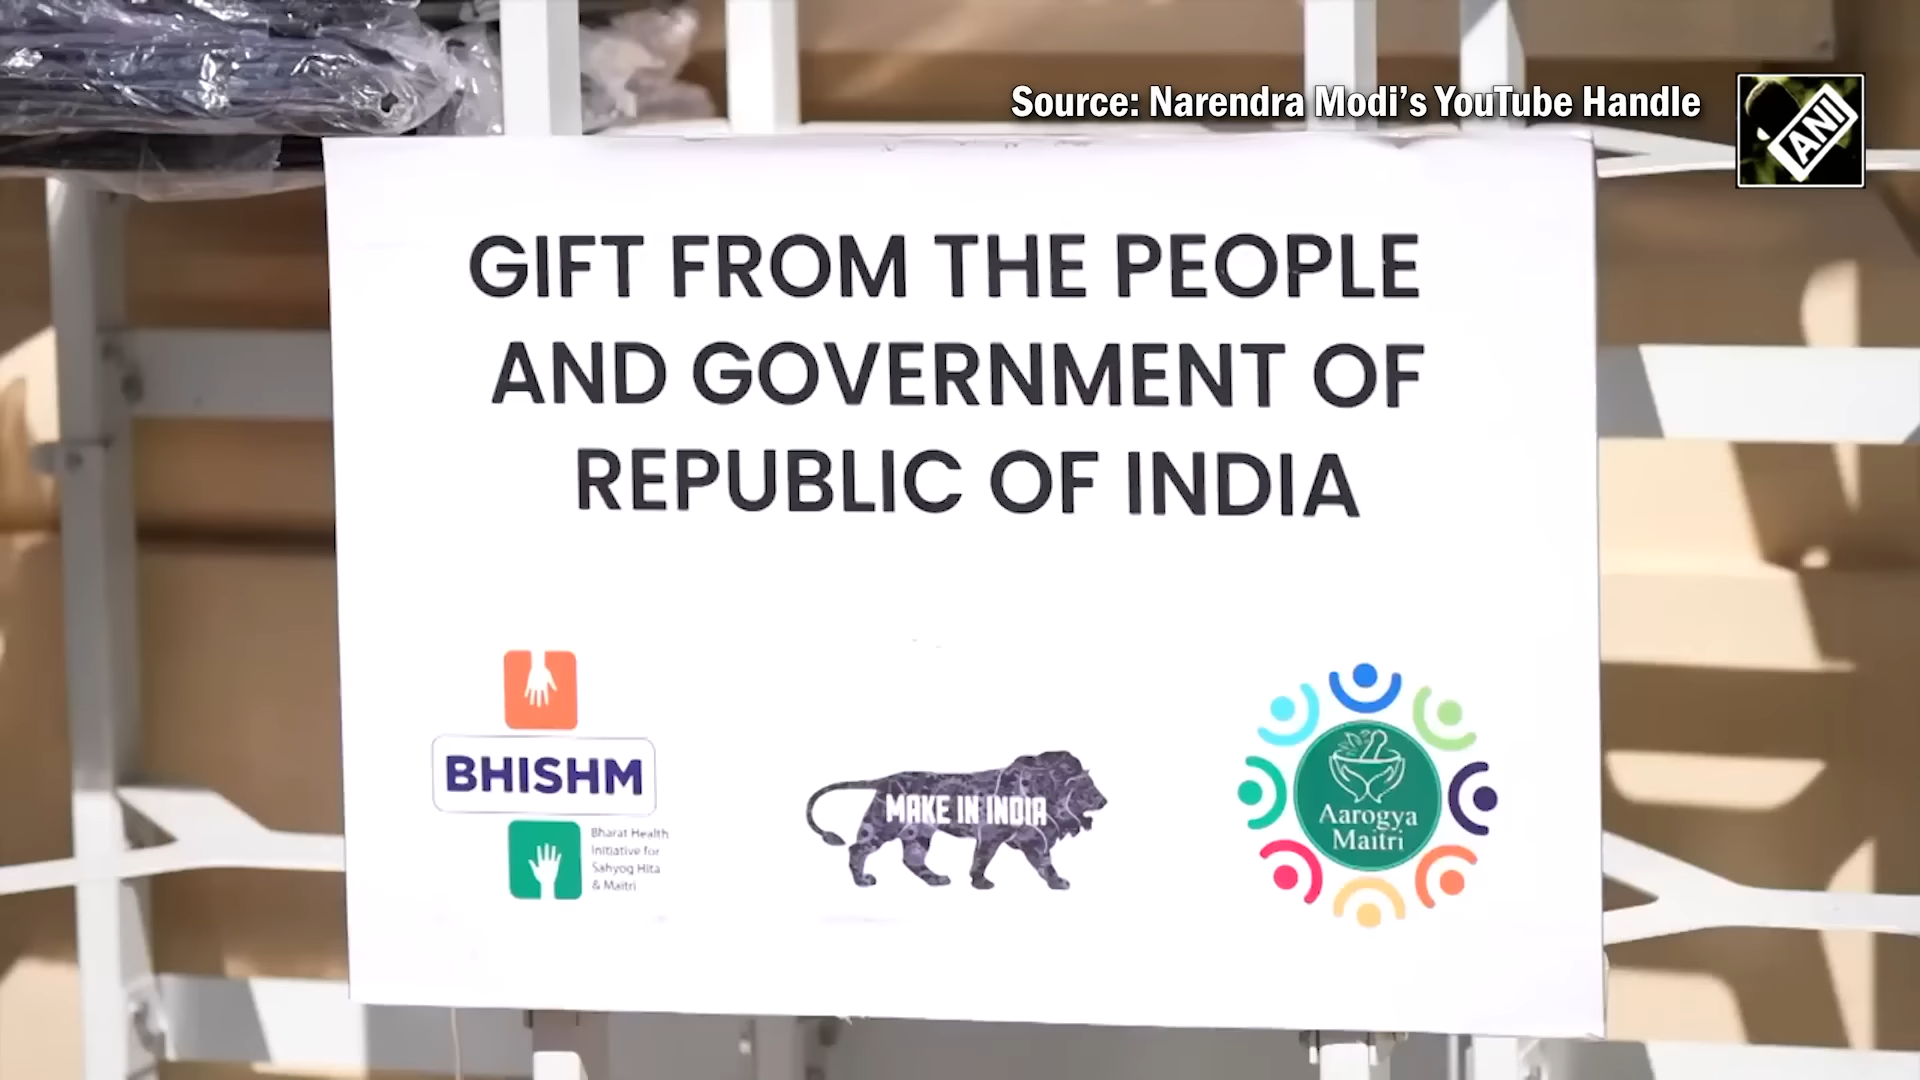 Source: Narendra Modi's YouTube Handle
ANI
GIFT FROM THE PEOPLE
AND GOVERNMENT OF
REPUBLIC OF INDIA
BHISHM
Bharat Health
Initiative for
Sahyog Hita
& Maitri
MAKE IN INDIA
Aarogya
Maitri